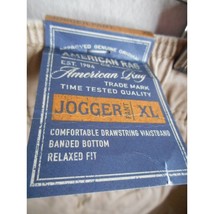 AMERICAN RAG
EST. 1984
American Rag
TRADE MARK
TIME TESTED QUALITY
JOGGER PANT XL
COMFORTABLE DRAWSTRING WAISTBAND
BANDED BOTTOM
RELAXED FIT